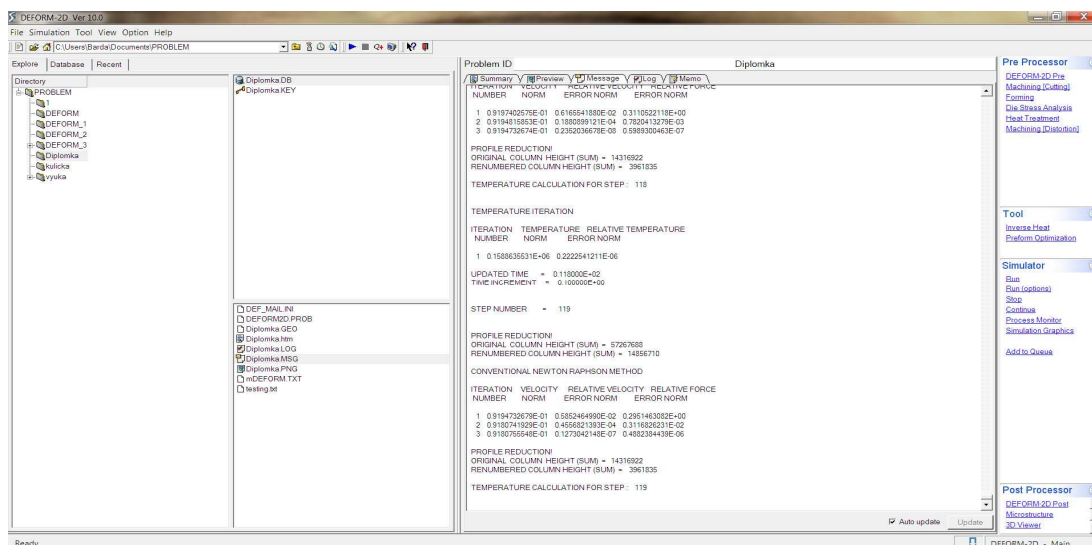 DEFORM-2D Ver 10.0
File Simulation Tool View Option Help
C:\Users\Barda\Documents\PROBLEM
Explore Database Recent
Directory
PROBLEM
1
DEFORM
DEFORM_1
DEFORM_2
DEFORM_3
Diplomka
kulicka
vyuka
Diplomka.DB
Diplomka.KEY
DEF_MAIL.INI
DEFORM2D.PROB
Diplomka.GEO
Diplomka.htm
Diplomka.LOG
Diplomka.MSG
Diplomka.PNG
mDEFORM.TXT
testing.txt
Problem ID Diplomka
Summary Preview Message Log Memo
ITERATION VELOCITY RELATIVE VELOCITY RELATIVE FORCE
NUMBER NORM ERROR NORM ERROR NORM
1 0.9197402575E-01 0.6165541880E-02 0.3110522118E+00
2 0.9194815853E-01 0.1880899121E-04 0.7820413279E-03
3 0.9194732674E-01 0.2352036678E-08 0.5989300463E-07
PROFILE REDUCTION!
ORIGINAL COLUMN HEIGHT (SUM) = 14316922
RENUMBERED COLUMN HEIGHT (SUM) = 3961835
TEMPERATURE CALCULATION FOR STEP : 118
TEMPERATURE ITERATION
ITERATION TEMPERATURE RELATIVE TEMPERATURE
NUMBER NORM ERROR NORM
1 0.1588635531E+06 0.2222541211E-06
UPDATED TIME = 0.118000E+02
TIME INCREMENT = 0.100000E+00
STEP NUMBER = 119
PROFILE REDUCTION!
ORIGINAL COLUMN HEIGHT (SUM) = 57267688
RENUMBERED COLUMN HEIGHT (SUM) = 14856710
CONVENTIONAL NEWTON RAPHSON METHOD
ITERATION VELOCITY RELATIVE VELOCITY RELATIVE FORCE
NUMBER NORM ERROR NORM ERROR NORM
1 0.9194732679E-01 0.5852464990E-02 0.2951463082E+00
2 0.9180741929E-01 0.4556821393E-04 0.3116826231E-02
3 0.9180755548E-01 0.1273042148E-07 0.4882384439E-06
PROFILE REDUCTION!
ORIGINAL COLUMN HEIGHT (SUM) = 14316922
RENUMBERED COLUMN HEIGHT (SUM) = 3961835
TEMPERATURE CALCULATION FOR STEP : 119
Auto update Update
Pre Processor
DEFORM-2D Pre
Machining [Cutting]
Forming
Die Stress Analysis
Heat Treatment
Machining [Distortion]
Tool
Inverse Heat
Preform Optimization
Simulator
Run
Run (options)
Stop
Continue
Process Monitor
Simulation Graphics
Add to Queue
Post Processor
DEFORM-2D Post
Microstructure
3D Viewer
Ready
DEFORM-2D - Main